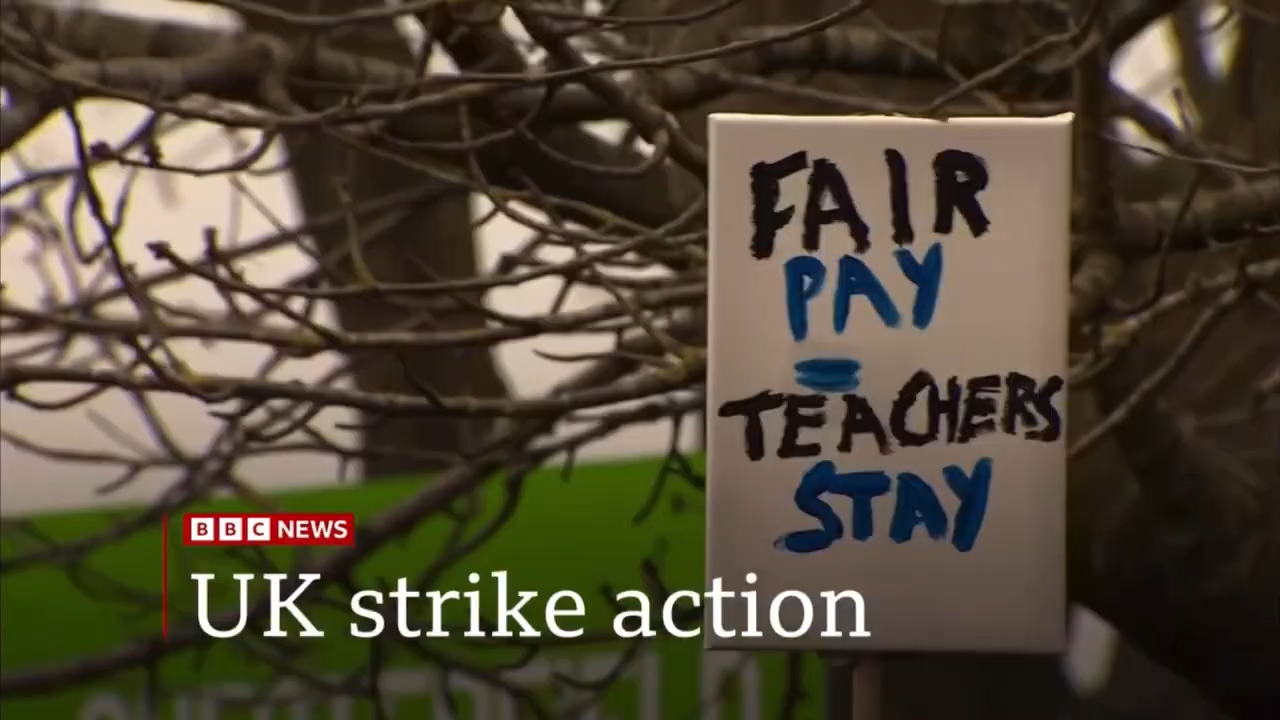 FAIR
PAY
=
TEACHERS
STAY
BBC NEWS
UK strike action